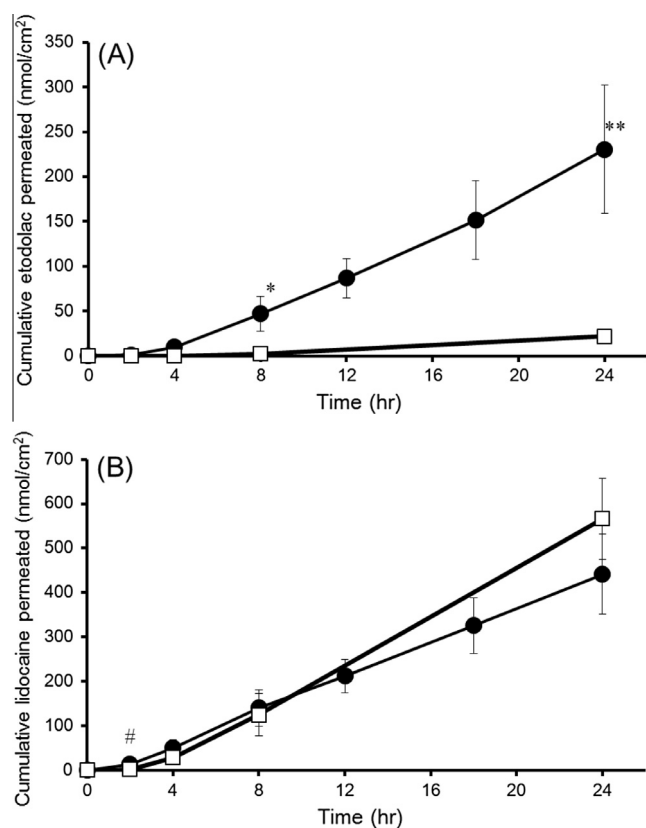 (A)
Cumulative etodolac permeated (nmol/cm²)
350
300
250
200
150
100
50
0
*
**
0 4 8 12 16 20 24
Time (hr)
(B)
Cumulative lidocaine permeated (nmol/cm²)
700
600
500
400
300
200
100
0
#
0 4 8 12 16 20 24
Time (hr)